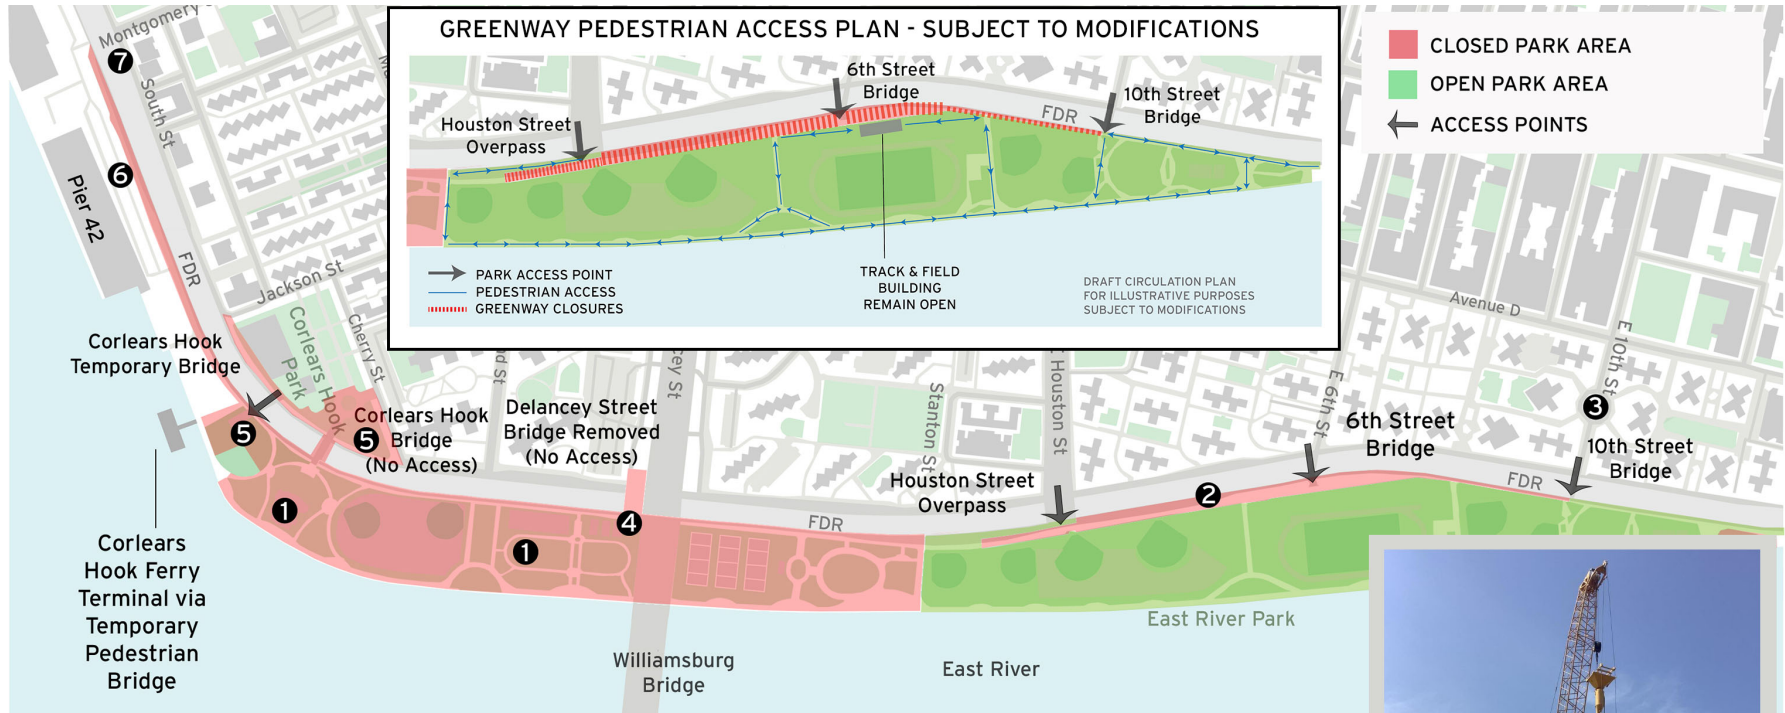 GREENWAY PEDESTRIAN ACCESS PLAN - SUBJECT TO MODIFICATIONS
6th Street
Bridge
10th Street
Bridge
FDR
Houston Street
Overpass
PARK ACCESS POINT
PEDESTRIAN ACCESS
GREENWAY CLOSURES
TRACK & FIELD
BUILDING
REMAIN OPEN
DRAFT CIRCULATION PLAN
FOR ILLUSTRATIVE PURPOSES
SUBJECT TO MODIFICATIONS
CLOSED PARK AREA
OPEN PARK AREA
ACCESS POINTS
Montgomery
7
South St
6
Pier 42
FDR
Jackson St
Cherry St
Corlears Hook
Park
Corlears Hook
Temporary Bridge
5
Corlears Hook
Bridge
(No Access)
5
Delancey Street
Bridge Removed
(No Access)
Stanton St
Houston St
Houston Street
Overpass
Avenue D
E 6th St
E 10th St
3
6th Street
Bridge
10th Street
Bridge
FDR
2
1
1
4
FDR
Corlears
Hook Ferry
Terminal via
Temporary
Pedestrian
Bridge
East River Park
Williamsburg
Bridge
East River